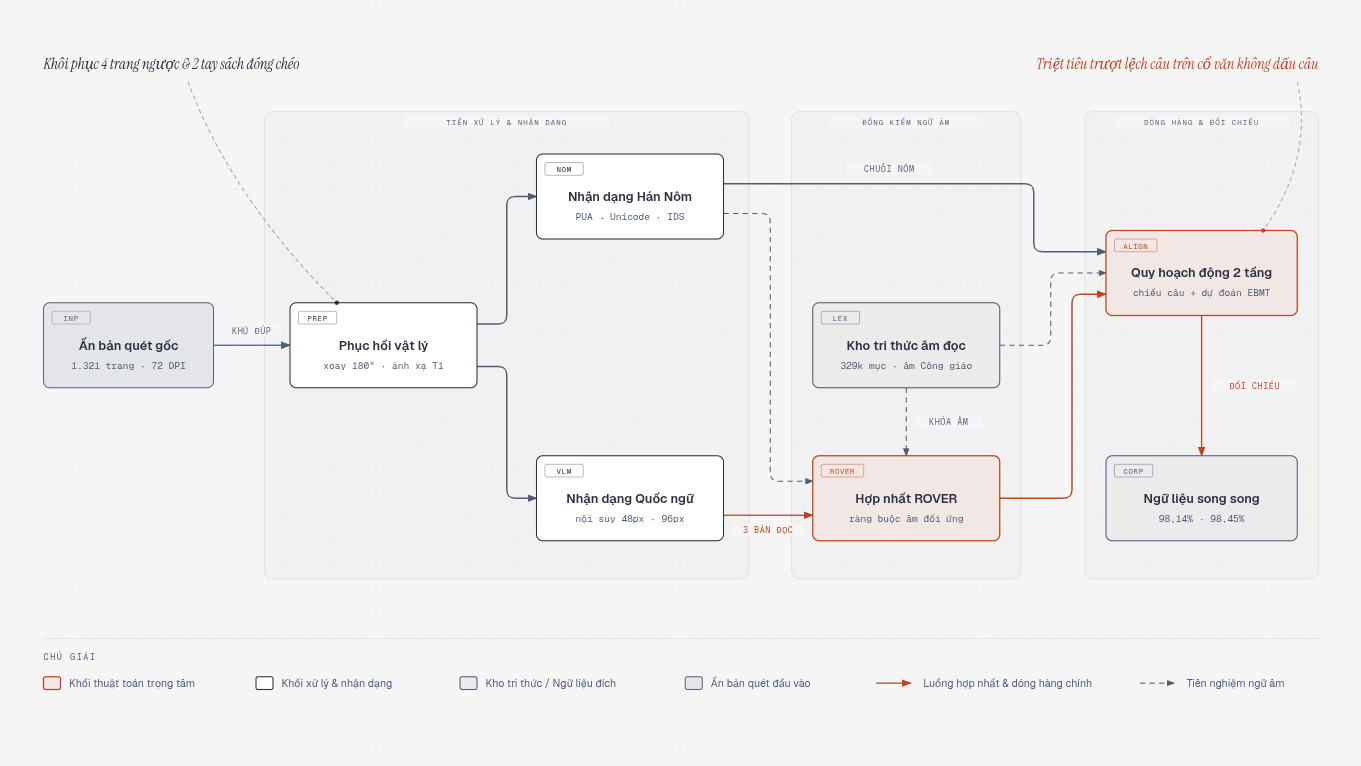 Khôi phục 4 trang ngược & 2 tay sách đóng chéo
Triệt tiêu trượt lệch câu trên cổ văn không dấu câu
TIỀN XỬ LÝ & NHẬN DẠNG
ĐỒNG KIỂM NGỮ ÂM
DÓNG HÀNG & ĐỐI CHIẾU
NOM
Nhận dạng Hán Nôm
PUA → Unicode · IDS
CHUỖI NÔM
ALIGN
Quy hoạch động 2 tầng
chiếu câu + dự đoán EBMT
INP
Ấn bản quét gốc
1.321 trang · 72 DPI
KHỬ ĐÚP
PREP
Phục hồi vật lý
xoay 180° · ánh xạ T1
LEX
Kho tri thức âm đọc
329k mục · âm Công giáo
KHÓA ÂM
ĐỐI CHIẾU
VLM
Nhận dạng Quốc ngữ
nội suy 48px · 96px
3 BẢN ĐỌC
ROVER
Hợp nhất ROVER
ràng buộc âm đối ứng
CORP
Ngữ liệu song song
98,14% · 98,45%
CHÚ GIẢI
Khối thuật toán trọng tâm
Khối xử lý & nhận dạng
Kho tri thức / Ngữ liệu đích
Ấn bản quét đầu vào
Luồng hợp nhất & dóng hàng chính
Tiên nghiệm ngữ âm